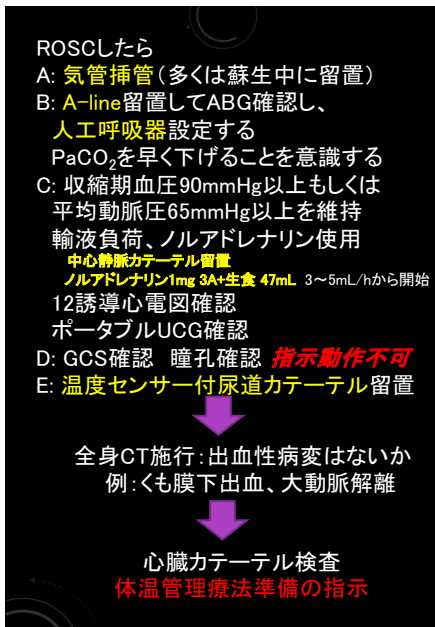 ROSCしたら
A: 気管挿管(多くは蘇生中に留置)
B: A-line留置してABG確認し、
人工呼吸器設定する
PaCO₂を早く下げることを意識する
C: 収縮期血圧90mmHg以上もしくは
平均動脈圧65mmHg以上を維持
輸液負荷、ノルアドレナリン使用
中心静脈カテーテル留置
ノルアドレナリン1mg 3A+生食 47mL 3～5mL/hから開始
12誘導心電図確認
ポータブルUCG確認
D: GCS確認 瞳孔確認 指示動作不可
E: 温度センサー付尿道カテーテル留置
全身CT施行：出血性病変はないか
例：くも膜下出血、大動脈解離
心臓カテーテル検査
体温管理療法準備の指示